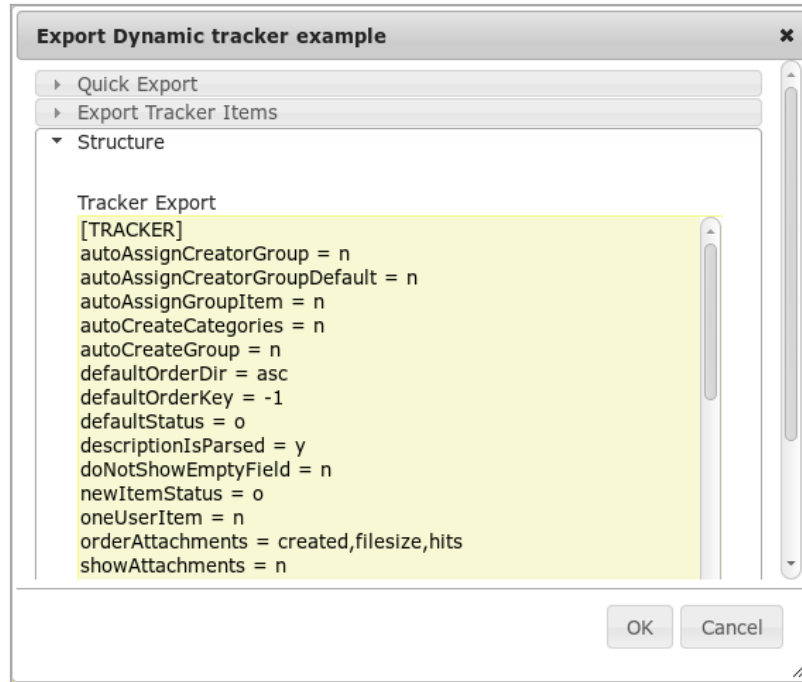 Export Dynamic tracker example
Quick Export
Export Tracker Items
Structure
Tracker Export
[TRACKER]
autoAssignCreatorGroup = n
autoAssignCreatorGroupDefault = n
autoAssignGroupItem = n
autoCreateCategories = n
autoCreateGroup = n
defaultOrderDir = asc
defaultOrderKey = -1
defaultStatus = o
descriptionIsParsed = y
doNotShowEmptyField = n
newItemStatus = o
oneUserItem = n
orderAttachments = created,filesize,hits
showAttachments = n
OK Cancel